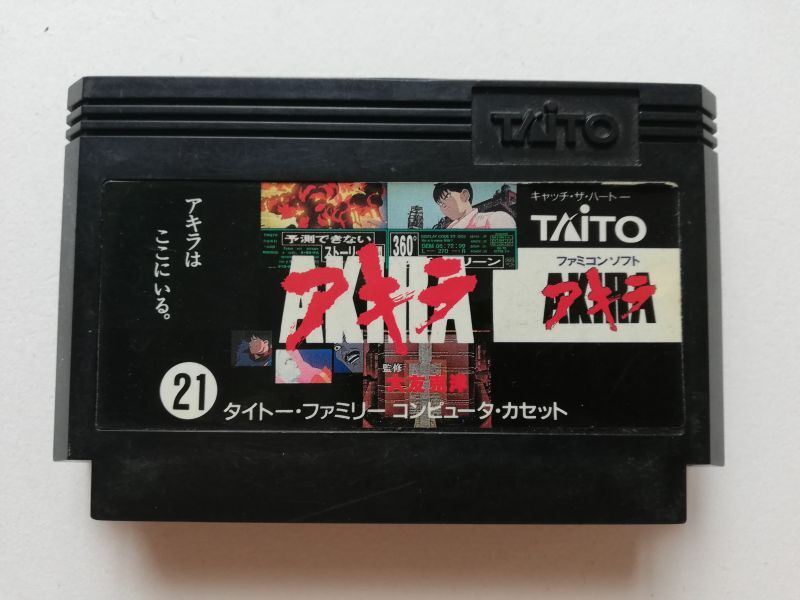 TAITO
アキラは
ここにいる。
予測できない
ストーリー
360°
リーン
AKIRA
アキラ
監修
大友克洋
21
タイトー・ファミリー コンピュータ・カセット
キャッチ・ザ・ハート
TAITO
ファミコンソフト
AKIRA
アキラ